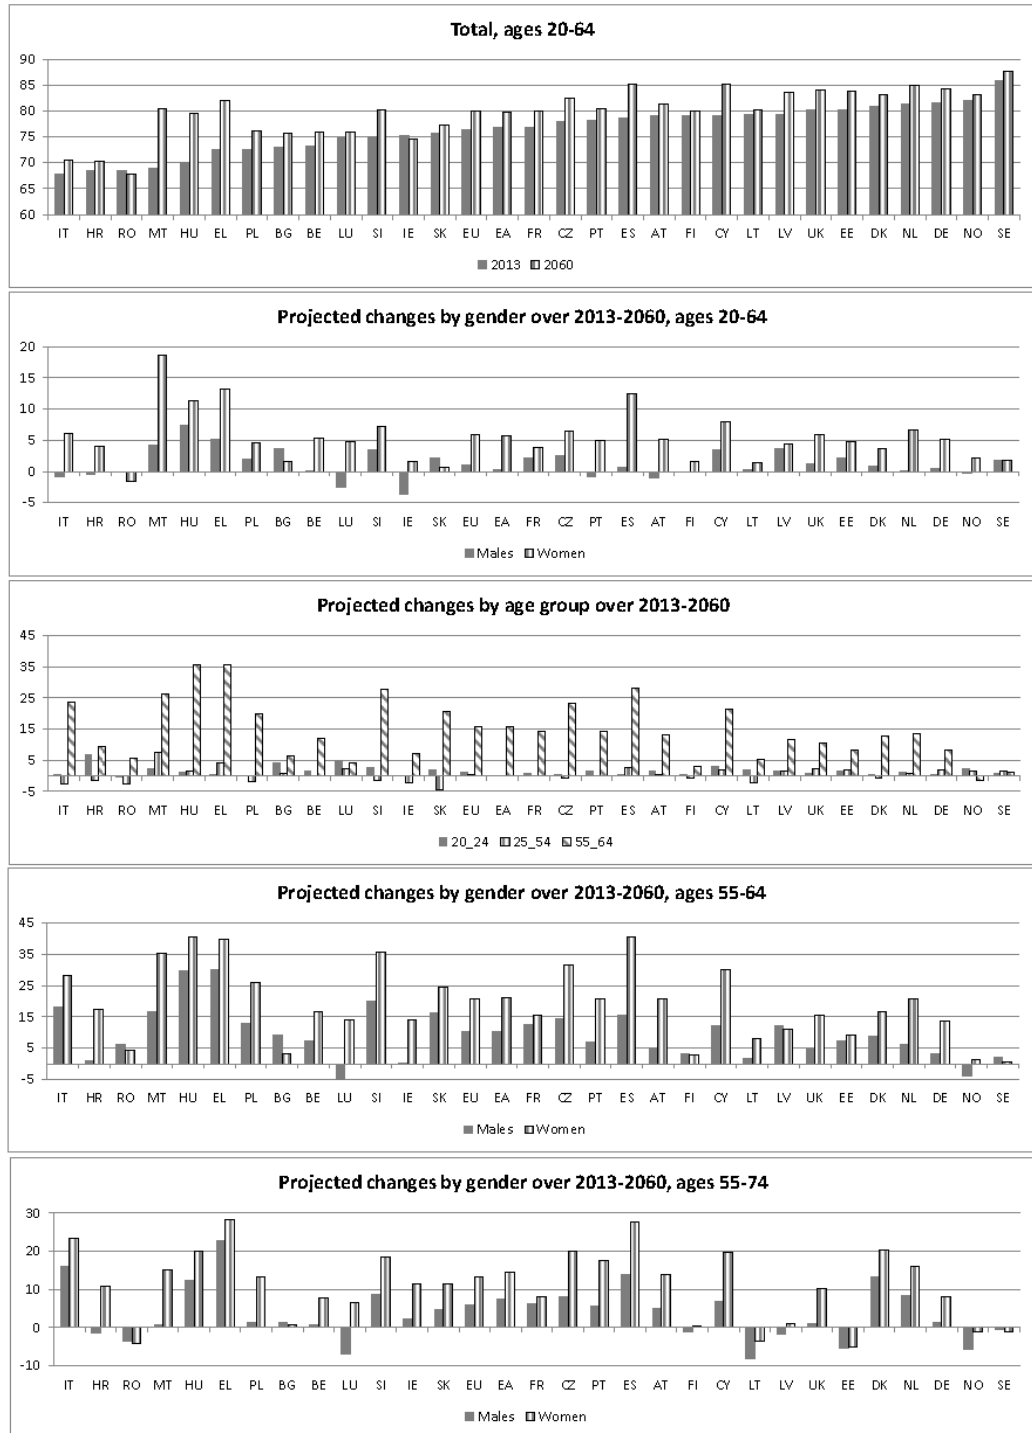 Total, ages 20-64
90
85
80
75
70
65
60
IT HR RO MT HU EL PL BG BE LU SI IE SK EU EA FR CZ PT ES AT FI CY LT LV UK EE DK NL DE NO SE
2013 2060
Projected changes by gender over 2013-2060, ages 20-64
20
15
10
5
0
-5
IT HR RO MT HU EL PL BG BE LU SI IE SK EU EA FR CZ PT ES AT FI CY LT LV UK EE DK NL DE NO SE
Males Women
Projected changes by age group over 2013-2060
45
35
25
15
5
-5
IT HR RO MT HU EL PL BG BE LU SI IE SK EU EA FR CZ PT ES AT FI CY LT LV UK EE DK NL DE NO SE
20_24 25_54 55_64
Projected changes by gender over 2013-2060, ages 55-64
45
35
25
15
5
-5
IT HR RO MT HU EL PL BG BE LU SI IE SK EU EA FR CZ PT ES AT FI CY LT LV UK EE DK NL DE NO SE
Males Women
Projected changes by gender over 2013-2060, ages 55-74
30
20
10
0
-10
IT HR RO MT HU EL PL BG BE LU SI IE SK EU EA FR CZ PT ES AT FI CY LT LV UK EE DK NL DE NO SE
Males Women